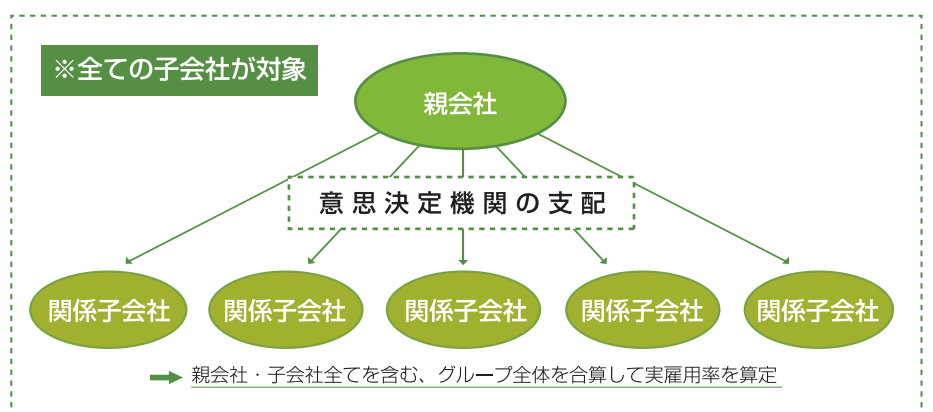 ※全ての子会社が対象
親会社
意思決定機関の支配
関係子会社
関係子会社
関係子会社
関係子会社
関係子会社
親会社・子会社全てを含む、グループ全体を合算して実雇用率を算定